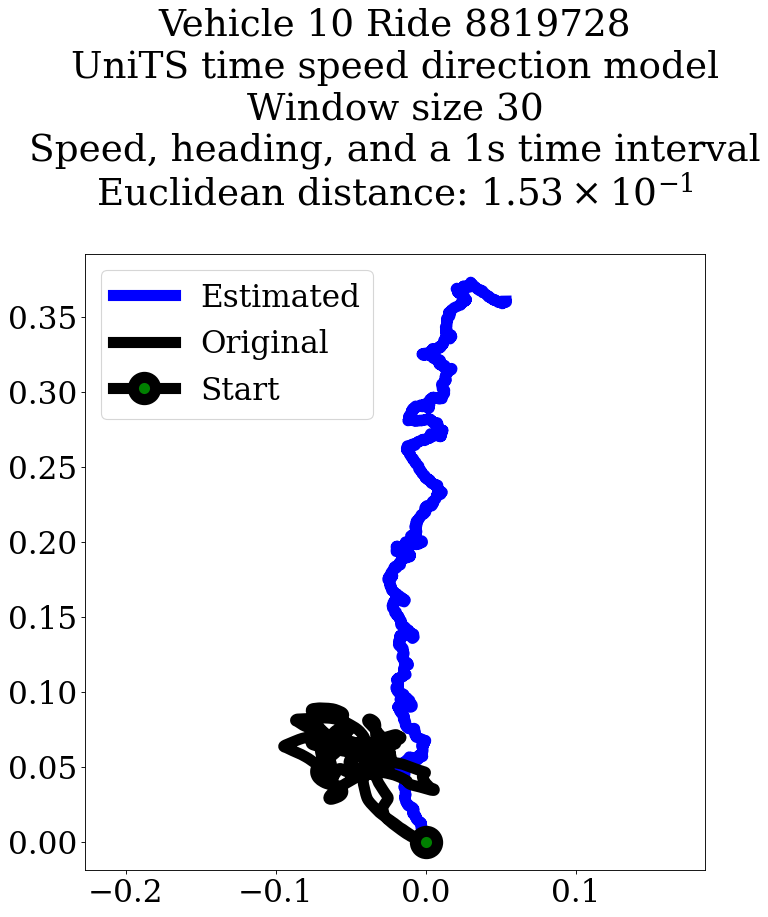 Vehicle 10 Ride 8819728
UniTS time speed direction model
Window size 30
Speed, heading, and a 1s time interval
Euclidean distance: 1.53 × 10⁻¹
Estimated
Original
Start
0.35
0.30
0.25
0.20
0.15
0.10
0.05
0.00
−0.2 −0.1 0.0 0.1